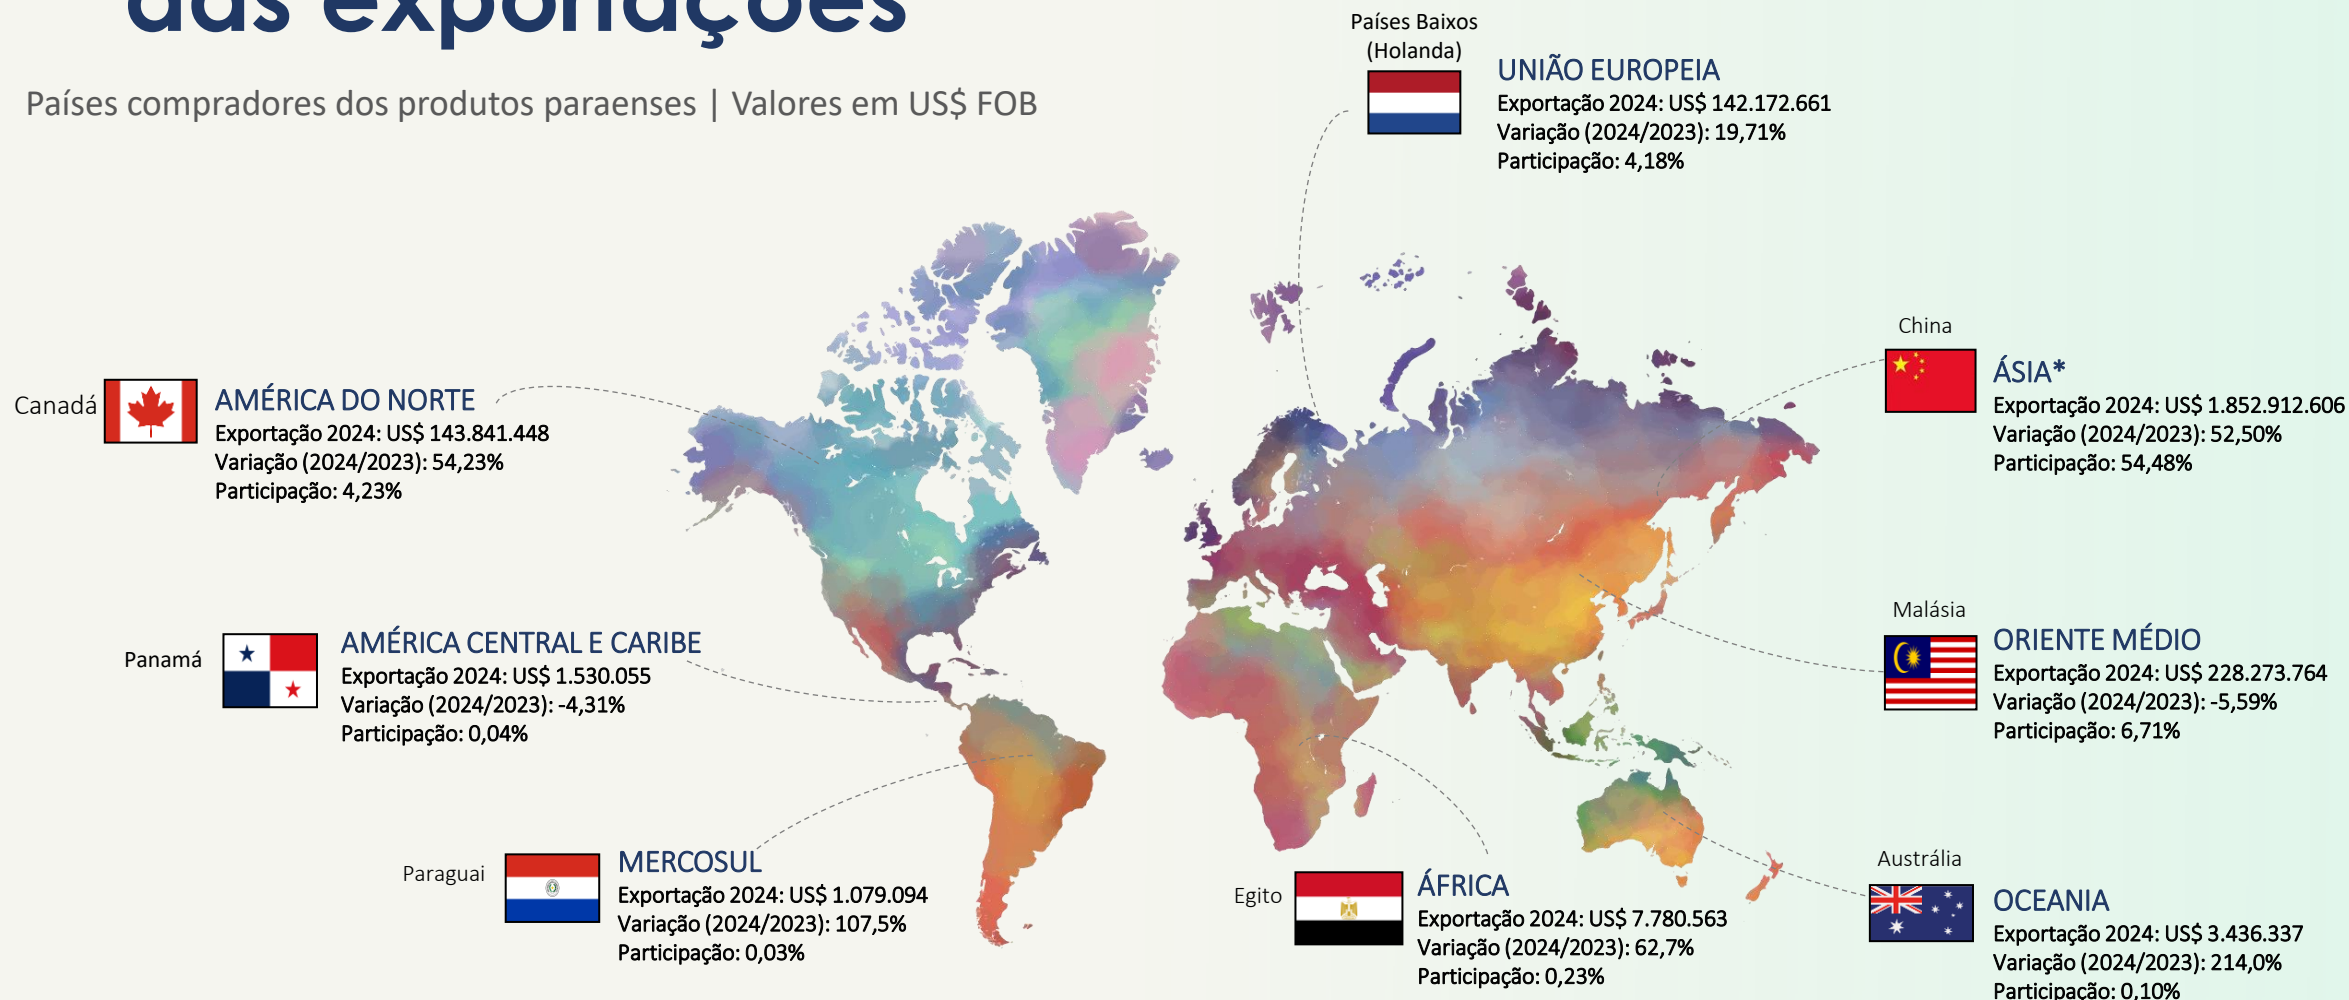 das exportações
Países compradores dos produtos paraenses | Valores em US$ FOB
Países Baixos
(Holanda)
UNIÃO EUROPEIA
Exportação 2024: US$ 142.172.661
Variação (2024/2023): 19,71%
Participação: 4,18%
Canadá
AMÉRICA DO NORTE
Exportação 2024: US$ 143.841.448
Variação (2024/2023): 54,23%
Participação: 4,23%
China
ÁSIA*
Exportação 2024: US$ 1.852.912.606
Variação (2024/2023): 52,50%
Participação: 54,48%
Panamá
AMÉRICA CENTRAL E CARIBE
Exportação 2024: US$ 1.530.055
Variação (2024/2023): -4,31%
Participação: 0,04%
Malásia
ORIENTE MÉDIO
Exportação 2024: US$ 228.273.764
Variação (2024/2023): -5,59%
Participação: 6,71%
Paraguai
MERCOSUL
Exportação 2024: US$ 1.079.094
Variação (2024/2023): 107,5%
Participação: 0,03%
Egito
ÁFRICA
Exportação 2024: US$ 7.780.563
Variação (2024/2023): 62,7%
Participação: 0,23%
Austrália
OCEANIA
Exportação 2024: US$ 3.436.337
Variação (2024/2023): 214,0%
Participação: 0,10%